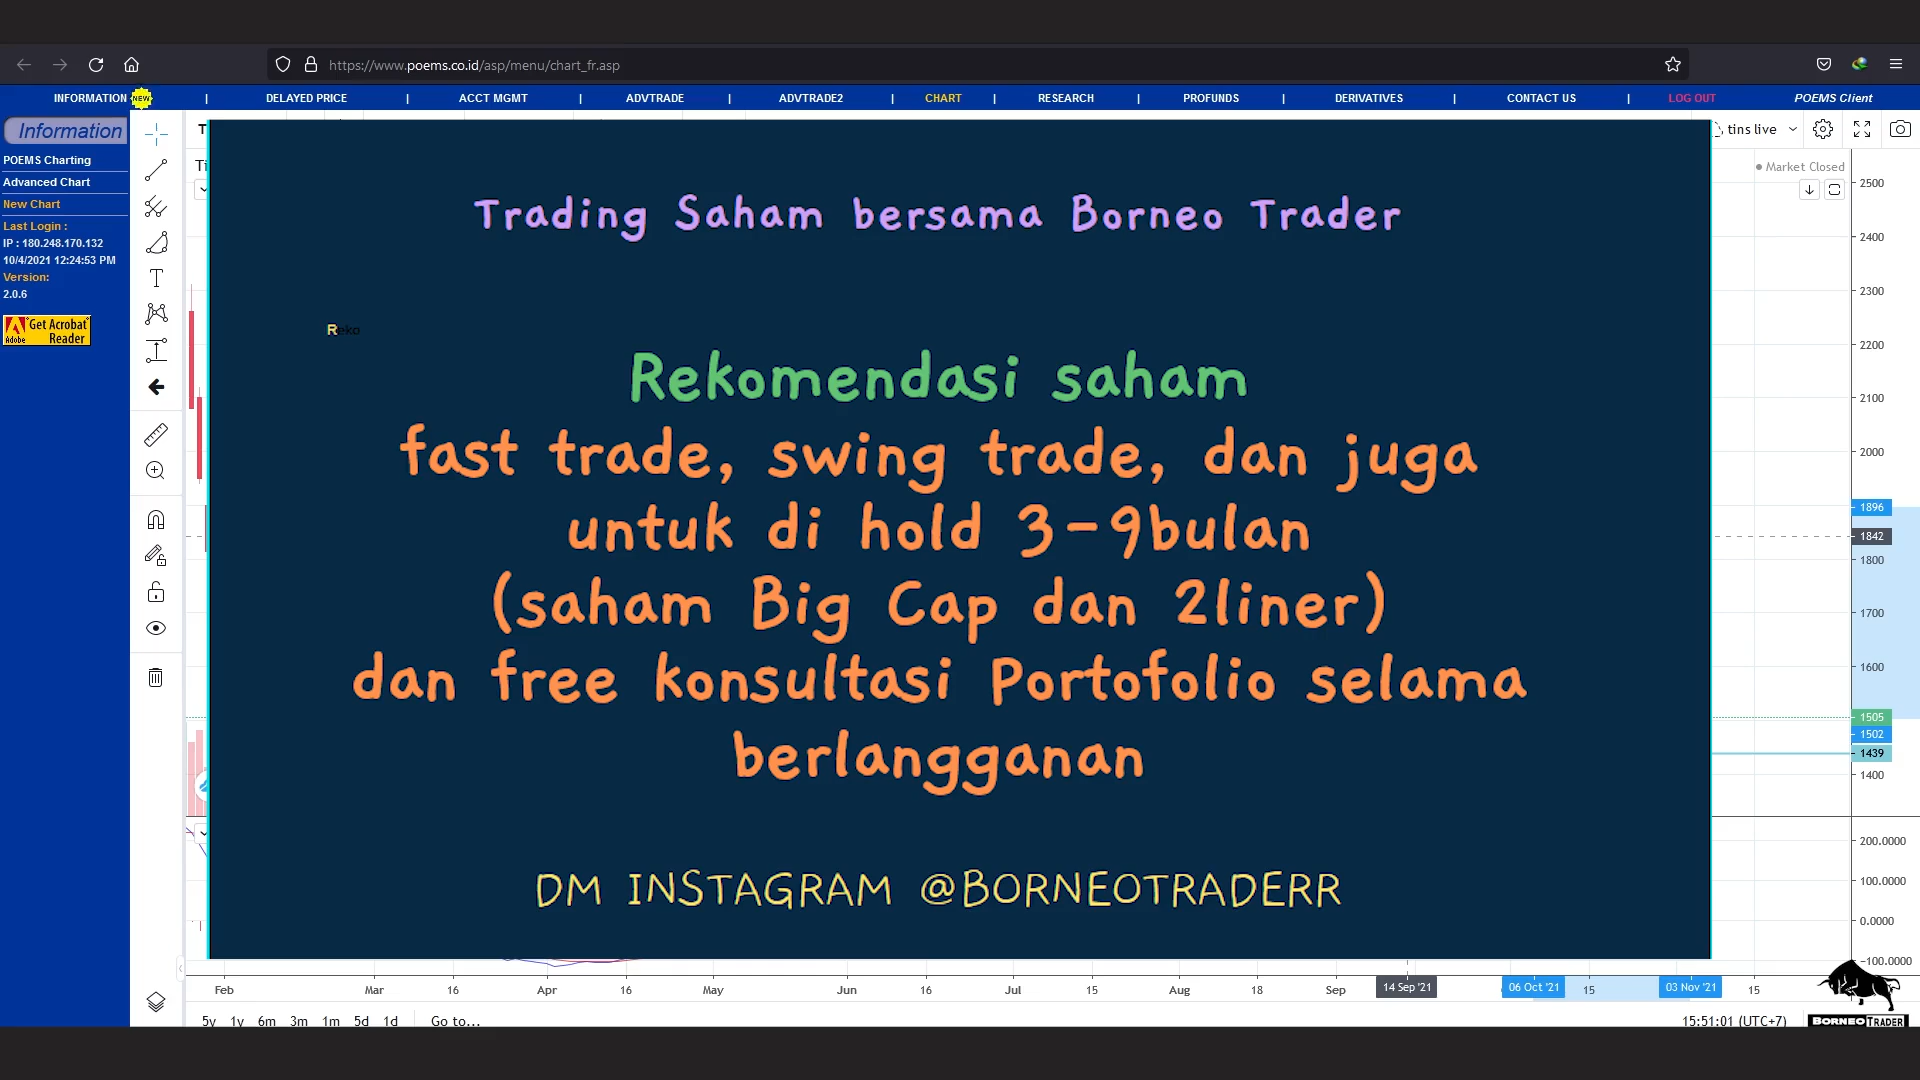 https://www.poems.co.id/asp/menu/chart_fr.asp
INFORMATION NEW | DELAYED PRICE | ACCT MGMT | ADVTRADE | ADVTRADE2 | CHART | RESEARCH | PROFUNDS | DERIVATIVES | CONTACT US | LOG OUT POEMS Client
Information
POEMS Charting
Advanced Chart
New Chart
Last Login :
IP : 180.248.170.132
10/4/2021 12:24:53 PM
Version:
2.0.6
Get Acrobat
Adobe Reader
tins live
Market Closed
Trading Saham bersama Borneo Trader
Reko
Rekomendasi saham
fast trade, swing trade, dan juga
untuk di hold 3-9bulan
(saham Big Cap dan 2liner)
dan free konsultasi Portofolio selama
berlangganan
DM INSTAGRAM @BORNEOTRADERR
2500
2400
2300
2200
2100
2000
1896
1842
1800
1700
1600
1505
1502
1439
1400
200.0000
100.0000
0.0000
-100.0000
Feb Mar 16 Apr 16 May Jun 16 Jul 15 Aug 18 Sep 14 Sep '21 06 Oct '21 15 03 Nov '21 15
5y 1y 6m 3m 1m 5d 1d Go to...
15:51:01 (UTC+7)
BORNEO TRADER